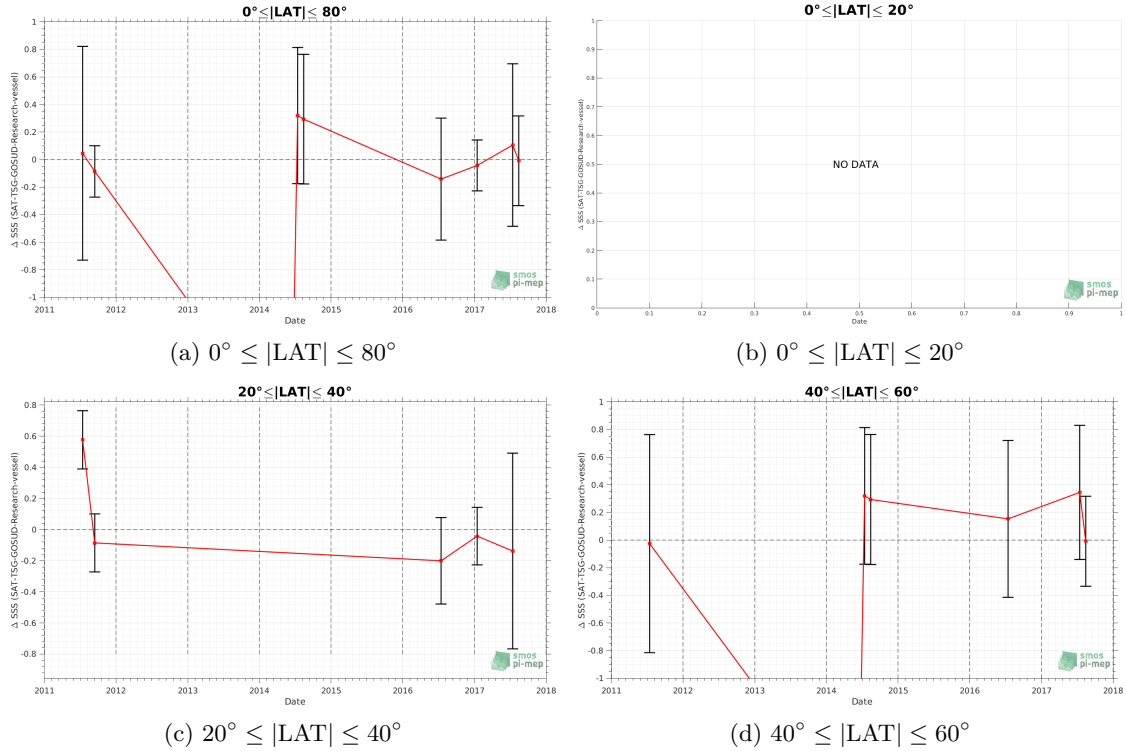 0°≤|LAT|≤ 80°
Δ SSS (SAT-TSG-GOSUD-Research-vessel)
1
0.8
0.6
0.4
0.2
0
-0.2
-0.4
-0.6
-0.8
-1
2011 2012 2013 2014 2015 2016 2017 2018
Date
smos
pi-mep
(a) 0° ≤ |LAT| ≤ 80°
0°≤|LAT|≤ 20°
Δ SSS (SAT-TSG-GOSUD-Research-vessel)
1
0.9
0.8
0.7
0.6
0.5
0.4
0.3
0.2
0.1
0
NO DATA
0 0.1 0.2 0.3 0.4 0.5 0.6 0.7 0.8 0.9 1
Date
smos
pi-mep
(b) 0° ≤ |LAT| ≤ 20°
20°≤|LAT|≤ 40°
Δ SSS (SAT-TSG-GOSUD-Research-vessel)
0.8
0.6
0.4
0.2
0
-0.2
-0.4
-0.6
-0.8
2011 2012 2013 2014 2015 2016 2017 2018
Date
smos
pi-mep
(c) 20° ≤ |LAT| ≤ 40°
40°≤|LAT|≤ 60°
Δ SSS (SAT-TSG-GOSUD-Research-vessel)
1
0.8
0.6
0.4
0.2
0
-0.2
-0.4
-0.6
-0.8
-1
2011 2012 2013 2014 2015 2016 2017 2018
Date
smos
pi-mep
(d) 40° ≤ |LAT| ≤ 60°